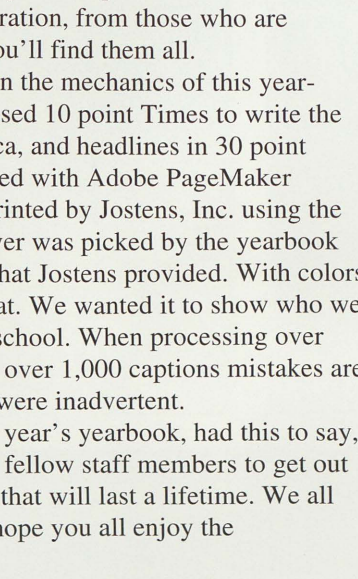 ration, from those who are
ou'll find them all.
n the mechanics of this year-
sed 10 point Times to write the
ca, and headlines in 30 point
ed with Adobe PageMaker
rinted by Jostens, Inc. using the
ver was picked by the yearbook
hat Jostens provided. With colors
at. We wanted it to show who we
school. When processing over
over 1,000 captions mistakes are
were inadvertent.
year's yearbook, had this to say,
fellow staff members to get out
that will last a lifetime. We all
hope you all enjoy the